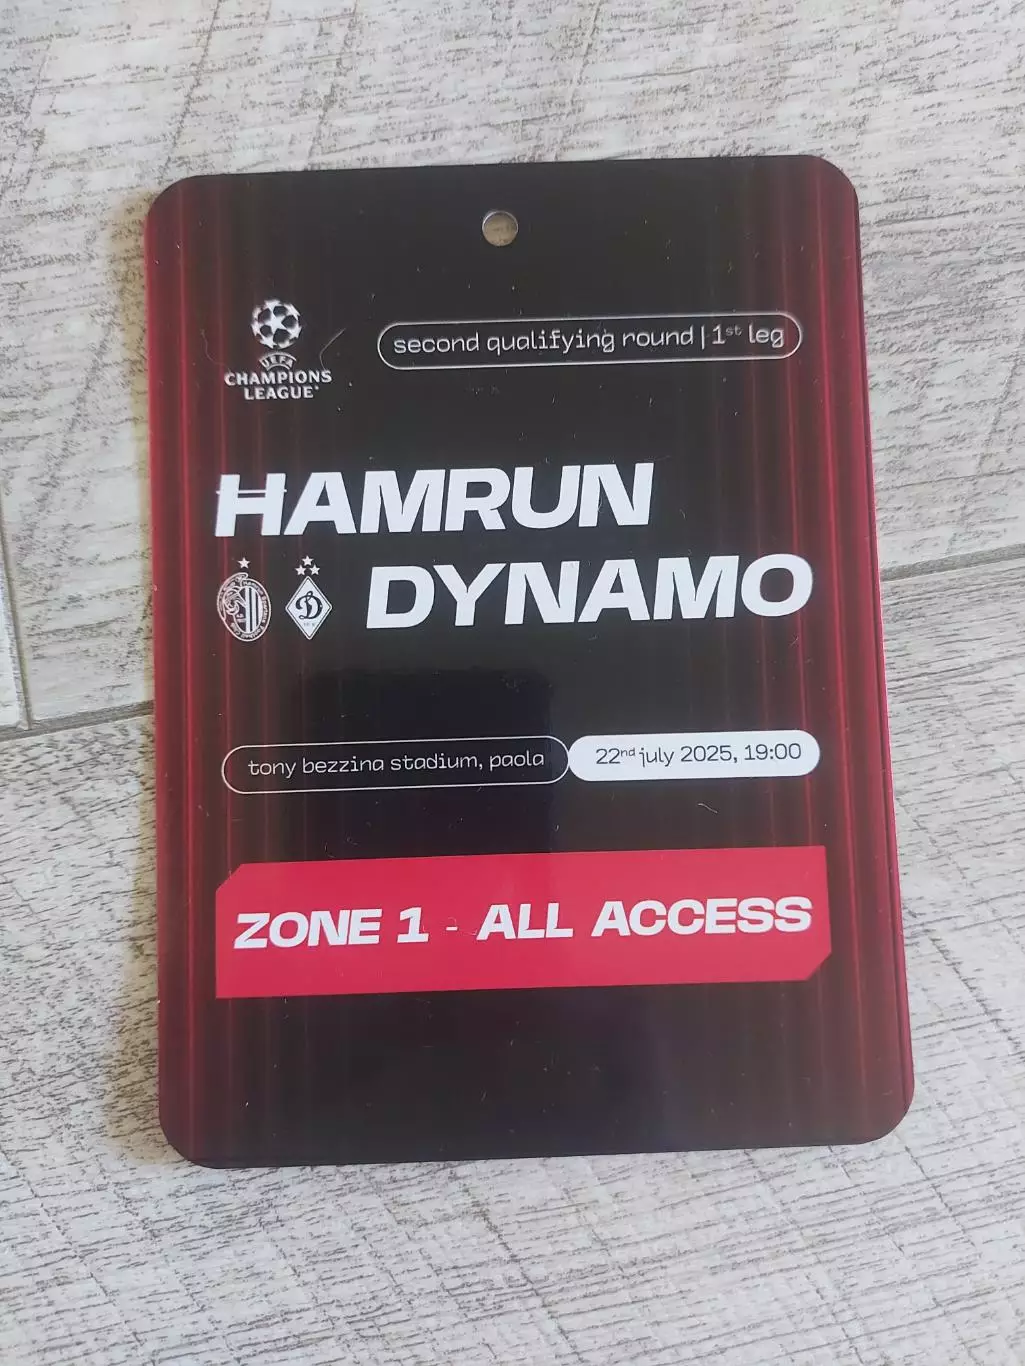 second qualifying round | 1st leg
UEFA
CHAMPIONS
LEAGUE
HAMRUN
DYNAMO
tony bezzina stadium, paola
22nd july 2025, 19:00
ZONE 1 - ALL ACCESS